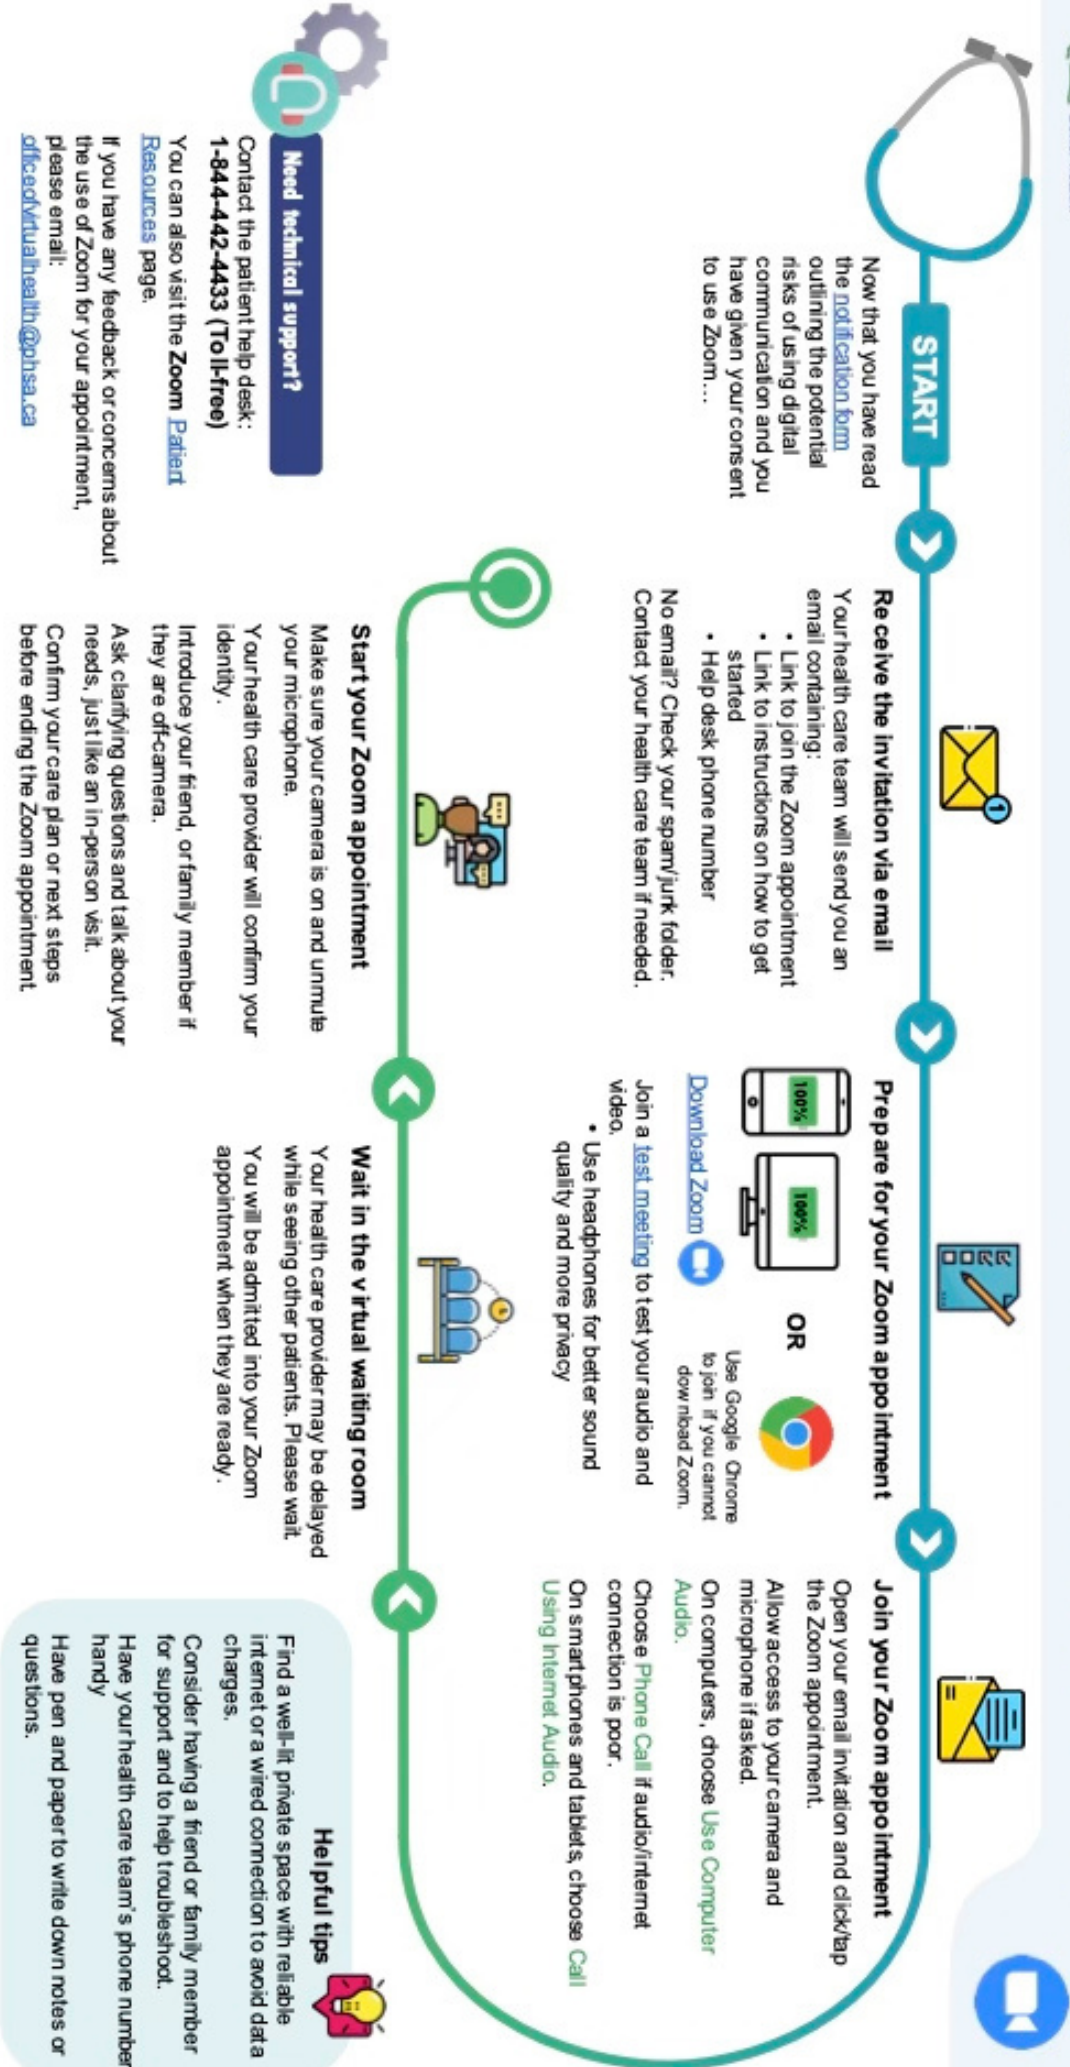 START
Now that you have read
the notification form
outlining the potential
risks of using digital
communication and you
have given your consent
to use Zoom...
Receive the invitation via email
Your health care team will send you an
email containing:
• Link to join the Zoom appointment
• Link to instructions on how to get
started
• Help desk phone number
No email? Check your spam/junk folder.
Contact your health care team if needed.
1
Prepare for your Zoom appointment
100%
100%
OR
Download Zoom
Use Google Chrome
to join if you cannot
download Zoom.
Join a test meeting to test your audio and
video.
• Use headphones for better sound
quality and more privacy
Join your Zoom appointment
Open your email invitation and click/tap
the Zoom appointment.
Allow access to your camera and
microphone if asked.
On computers, choose Use Computer
Audio.
Choose Phone Call if audio/internet
connection is poor.
On smartphones and tablets, choose Call
Using Internet Audio.
Wait in the virtual waiting room
Your health care provider may be delayed
while seeing other patients. Please wait.
You will be admitted into your Zoom
appointment when they are ready.
Start your Zoom appointment
Make sure your camera is on and unmute
your microphone.
Your health care provider will confirm your
identity.
Introduce your friend, or family member if
they are off-camera.
Ask clarifying questions and talk about your
needs, just like an in-person visit.
Confirm your care plan or next steps
before ending the Zoom appointment.
Need technical support?
Contact the patient help desk:
1-844-442-4433 (Toll-free)
You can also visit the Zoom Patient
Resources page.
If you have any feedback or concerns about
the use of Zoom for your appointment,
please email:
officeofvirtualhealth@phsa.ca
Helpful tips
Find a well-lit private space with reliable
internet or a wired connection to avoid data
charges.
Consider having a friend or family member
for support and to help troubleshoot.
Have your health care team's phone number
handy
Have pen and paper to write down notes or
questions.